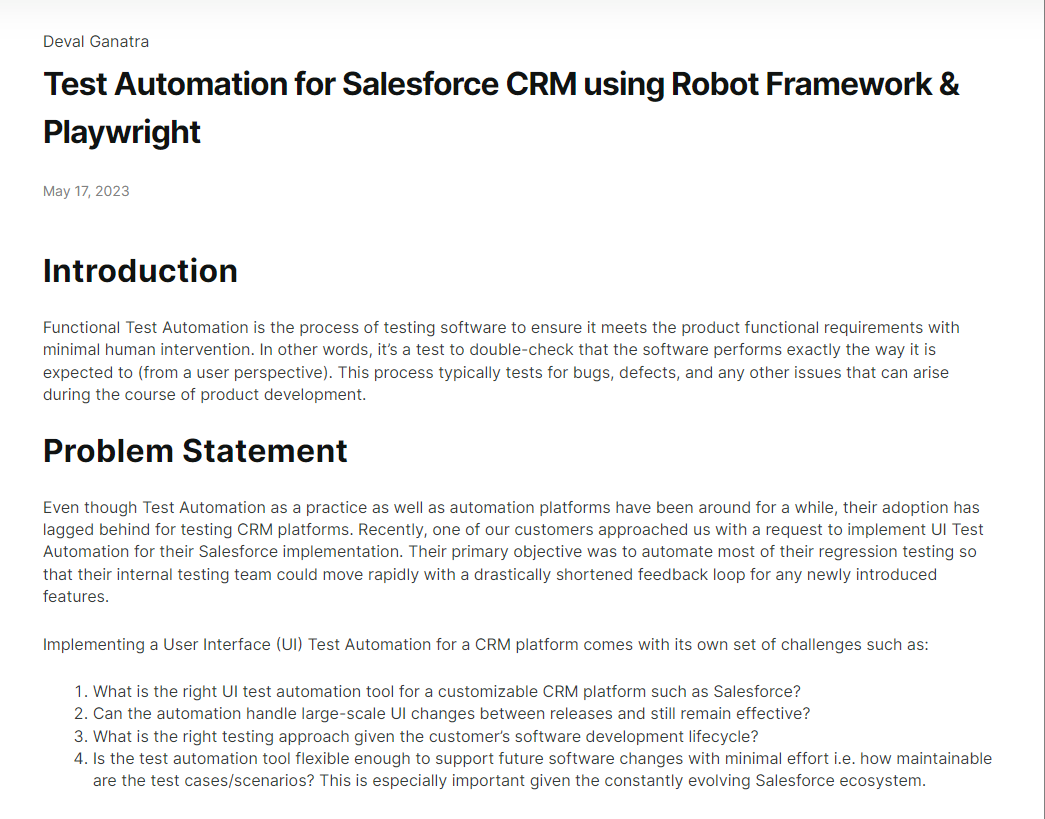 Deval Ganatra
Test Automation for Salesforce CRM using Robot Framework &
Playwright
May 17, 2023
Introduction
Functional Test Automation is the process of testing software to ensure it meets the product functional requirements with
minimal human intervention. In other words, it’s a test to double-check that the software performs exactly the way it is
expected to (from a user perspective). This process typically tests for bugs, defects, and any other issues that can arise
during the course of product development.
Problem Statement
Even though Test Automation as a practice as well as automation platforms have been around for a while, their adoption has
lagged behind for testing CRM platforms. Recently, one of our customers approached us with a request to implement UI Test
Automation for their Salesforce implementation. Their primary objective was to automate most of their regression testing so
that their internal testing team could move rapidly with a drastically shortened feedback loop for any newly introduced
features.
Implementing a User Interface (UI) Test Automation for a CRM platform comes with its own set of challenges such as:
1. What is the right UI test automation tool for a customizable CRM platform such as Salesforce?
2. Can the automation handle large-scale UI changes between releases and still remain effective?
3. What is the right testing approach given the customer’s software development lifecycle?
4. Is the test automation tool flexible enough to support future software changes with minimal effort i.e. how maintainable
are the test cases/scenarios? This is especially important given the constantly evolving Salesforce ecosystem.